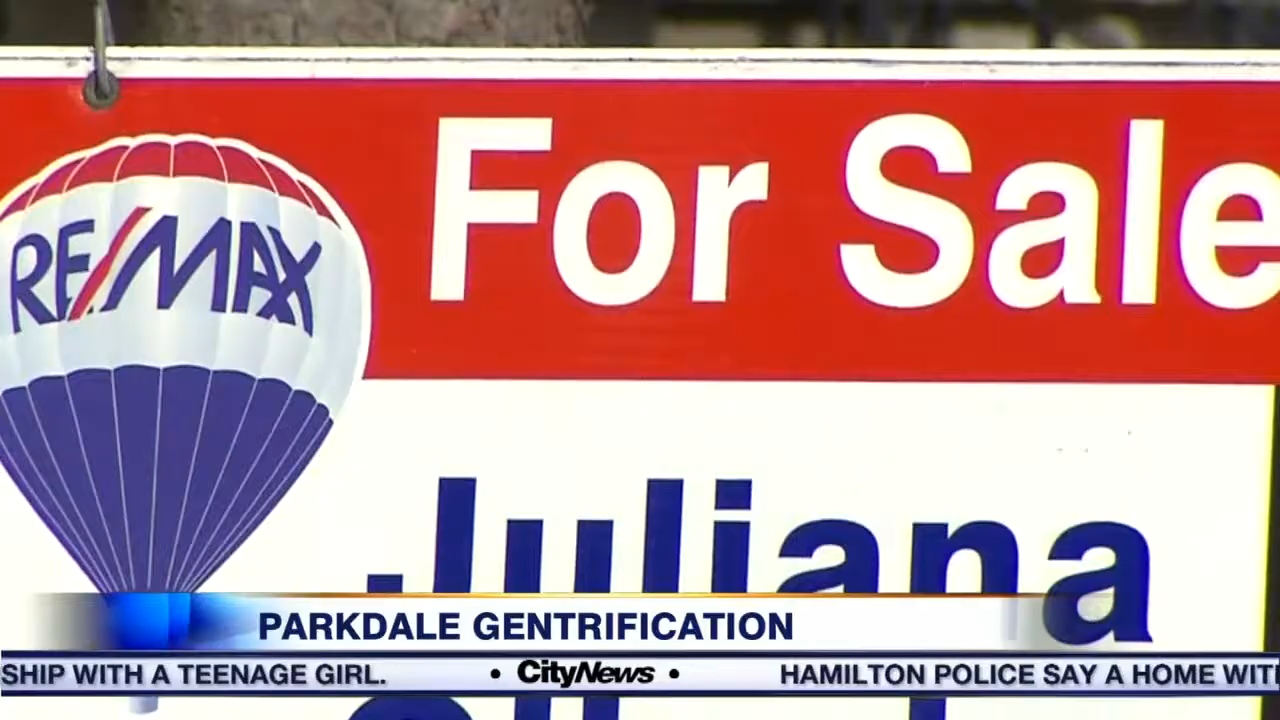 For Sale
RE/MAX
Juliana
PARKDALE GENTRIFICATION
SHIP WITH A TEENAGE GIRL. • CityNews • HAMILTON POLICE SAY A HOME WIT